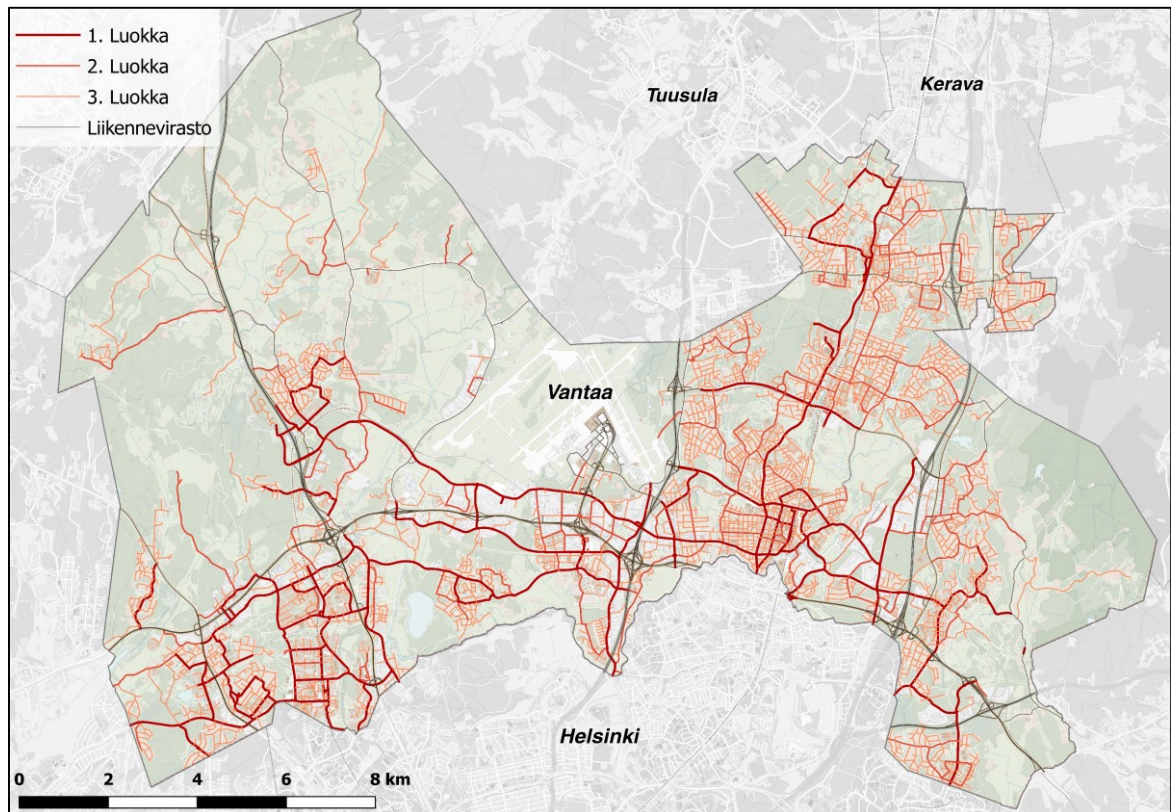 1. Luokka
2. Luokka
3. Luokka
Liikennevirasto
Tuusula
Kerava
Vantaa
Helsinki
0 2 4 6 8 km